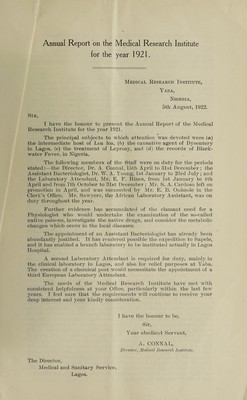 Annual Report on the Medical Research Institute
for the year 1921.
Medical Research Institute,
Yaba,
Nigeria,
5th August, 1922.
Sir,
I have the honour to present the Annual Report of the Medical
Research Institute for the year 1921.
The principal subjects to which attention was devoted were (a)
the intermediate host of Loa loa, (b) the causative agent of Dysentery
in Lagos, (c) the treatment of Leprosy, and (d) the records of Black-
water Fever, in Nigeria.
The following members of the Staff were on duty for the periods
stated:—the Director, Dr. A. Connal, 15th April to 31st December; the
Assistant Bacteriologist, Dr. W. A. Young, 1st January to 23rd July; and
the Laboratory Attendant, Mr. E. F. Hines, from 1st January to 6th
April and from 7th October to 31st December; Mr. S. A. Cardoso left on
promotion in April, and was succeeded by Mr. E. B. in the
Clerk's Office. Mr. the African Laboratory Assistant, was on
duty throughout the year.
Further evidence has accumulated of the clamant need for a
Physiologist who would undertake the examination of the so-called
native poisons, investigate the native drugs, and consider the metabolic
changes which occur in the local diseases.
The appointment of an Assistant Bacteriologist has already been
abundantly justified. It has rendered possible the expedition to Sapele,
and it has enabled a branch laboratory to be instituted actually in Lagos
Hospital.
A second Laboratory Attendant is required for duty, mainly in
the clinical laboratory in Lagos, and also for relief purposes at Yaba.
The creation of a chemical post would necessitate the appointment of a
third European Laboratory Attendant.
The needs of the Medical Research Institute have met with
consistent helpfulness at your Office, particularly within the last few
years. I feel sure that the requirements will continue to receive your
deep interest and your kindly consideration.
I have the honour to be,
Sir,
Your obedient Servant,
A. CONNAL,
Director, Medical Research Institute.
The Director,
Medical and Sanitary Service,
Lagos.